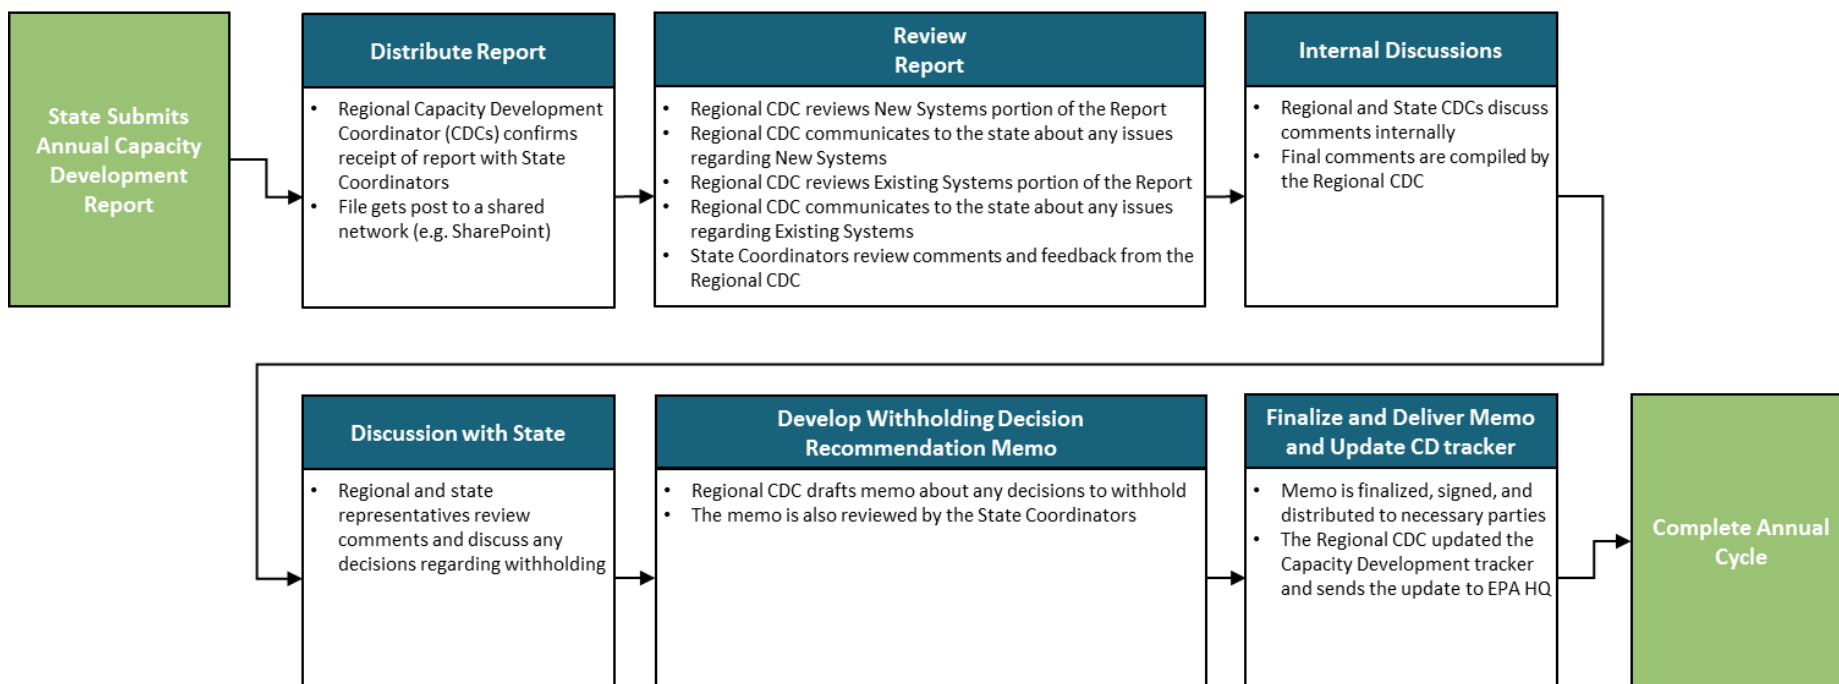 State Submits
Annual Capacity
Development
Report
Distribute Report
• Regional Capacity Development
Coordinator (CDCs) confirms
receipt of report with State
Coordinators
• File gets post to a shared
network (e.g. SharePoint)
Review
Report
• Regional CDC reviews New Systems portion of the Report
• Regional CDC communicates to the state about any issues
regarding New Systems
• Regional CDC reviews Existing Systems portion of the Report
• Regional CDC communicates to the state about any issues
regarding Existing Systems
• State Coordinators review comments and feedback from the
Regional CDC
Internal Discussions
• Regional and State CDCs discuss
comments internally
• Final comments are compiled by
the Regional CDC
Discussion with State
• Regional and state
representatives review
comments and discuss any
decisions regarding withholding
Develop Withholding Decision
Recommendation Memo
• Regional CDC drafts memo about any decisions to withhold
• The memo is also reviewed by the State Coordinators
Finalize and Deliver Memo
and Update CD tracker
• Memo is finalized, signed, and
distributed to necessary parties
• The Regional CDC updated the
Capacity Development tracker
and sends the update to EPA HQ
Complete Annual
Cycle